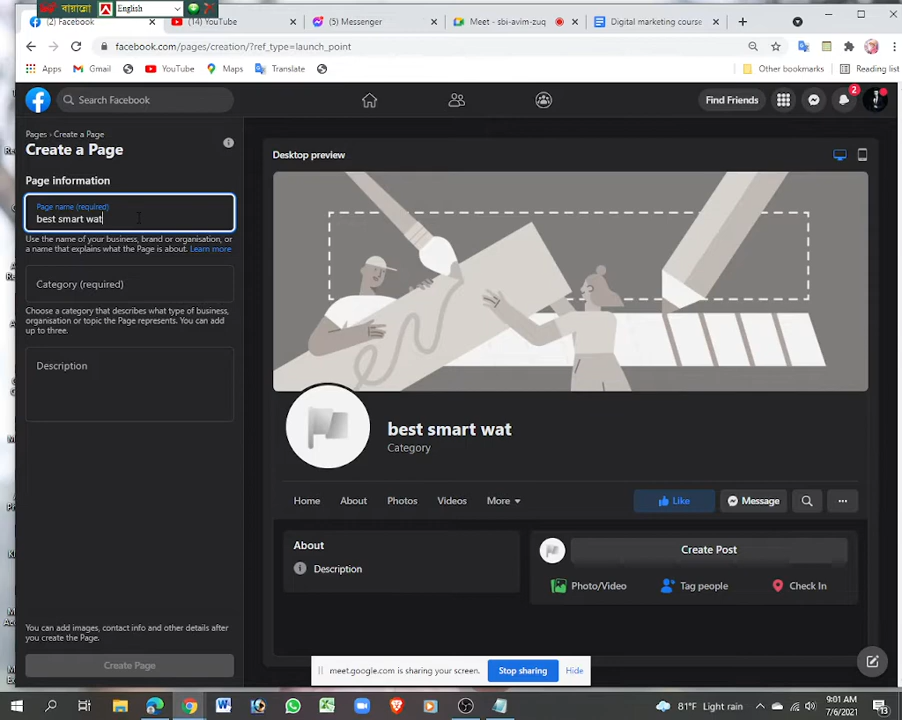 বায়ান্নো
English
(2) Facebook
(14) YouTube
(5) Messenger
Meet - sbi-avim-zuq
Digital marketing course
facebook.com/pages/creation/?ref_type=launch_point
Apps
Gmail
YouTube
Maps
Translate
Other bookmarks
Reading list
Search Facebook
Find Friends
2
Pages › Create a Page
Create a Page
Page information
Page name (required)
best smart wat
Use the name of your business, brand or organisation, or
a name that explains what the Page is about. Learn more
Category (required)
Choose a category that describes what type of business,
organisation or topic the Page represents. You can add
up to three.
Description
You can add images, contact info and other details after
you create the Page.
Create Page
Desktop preview
best smart wat
Category
Home
About
Photos
Videos
More
Like
Message
About
Description
Create Post
Photo/Video
Tag people
Check In
meet.google.com is sharing your screen.
Stop sharing
Hide
81°F Light rain
9:01 AM
7/6/2021